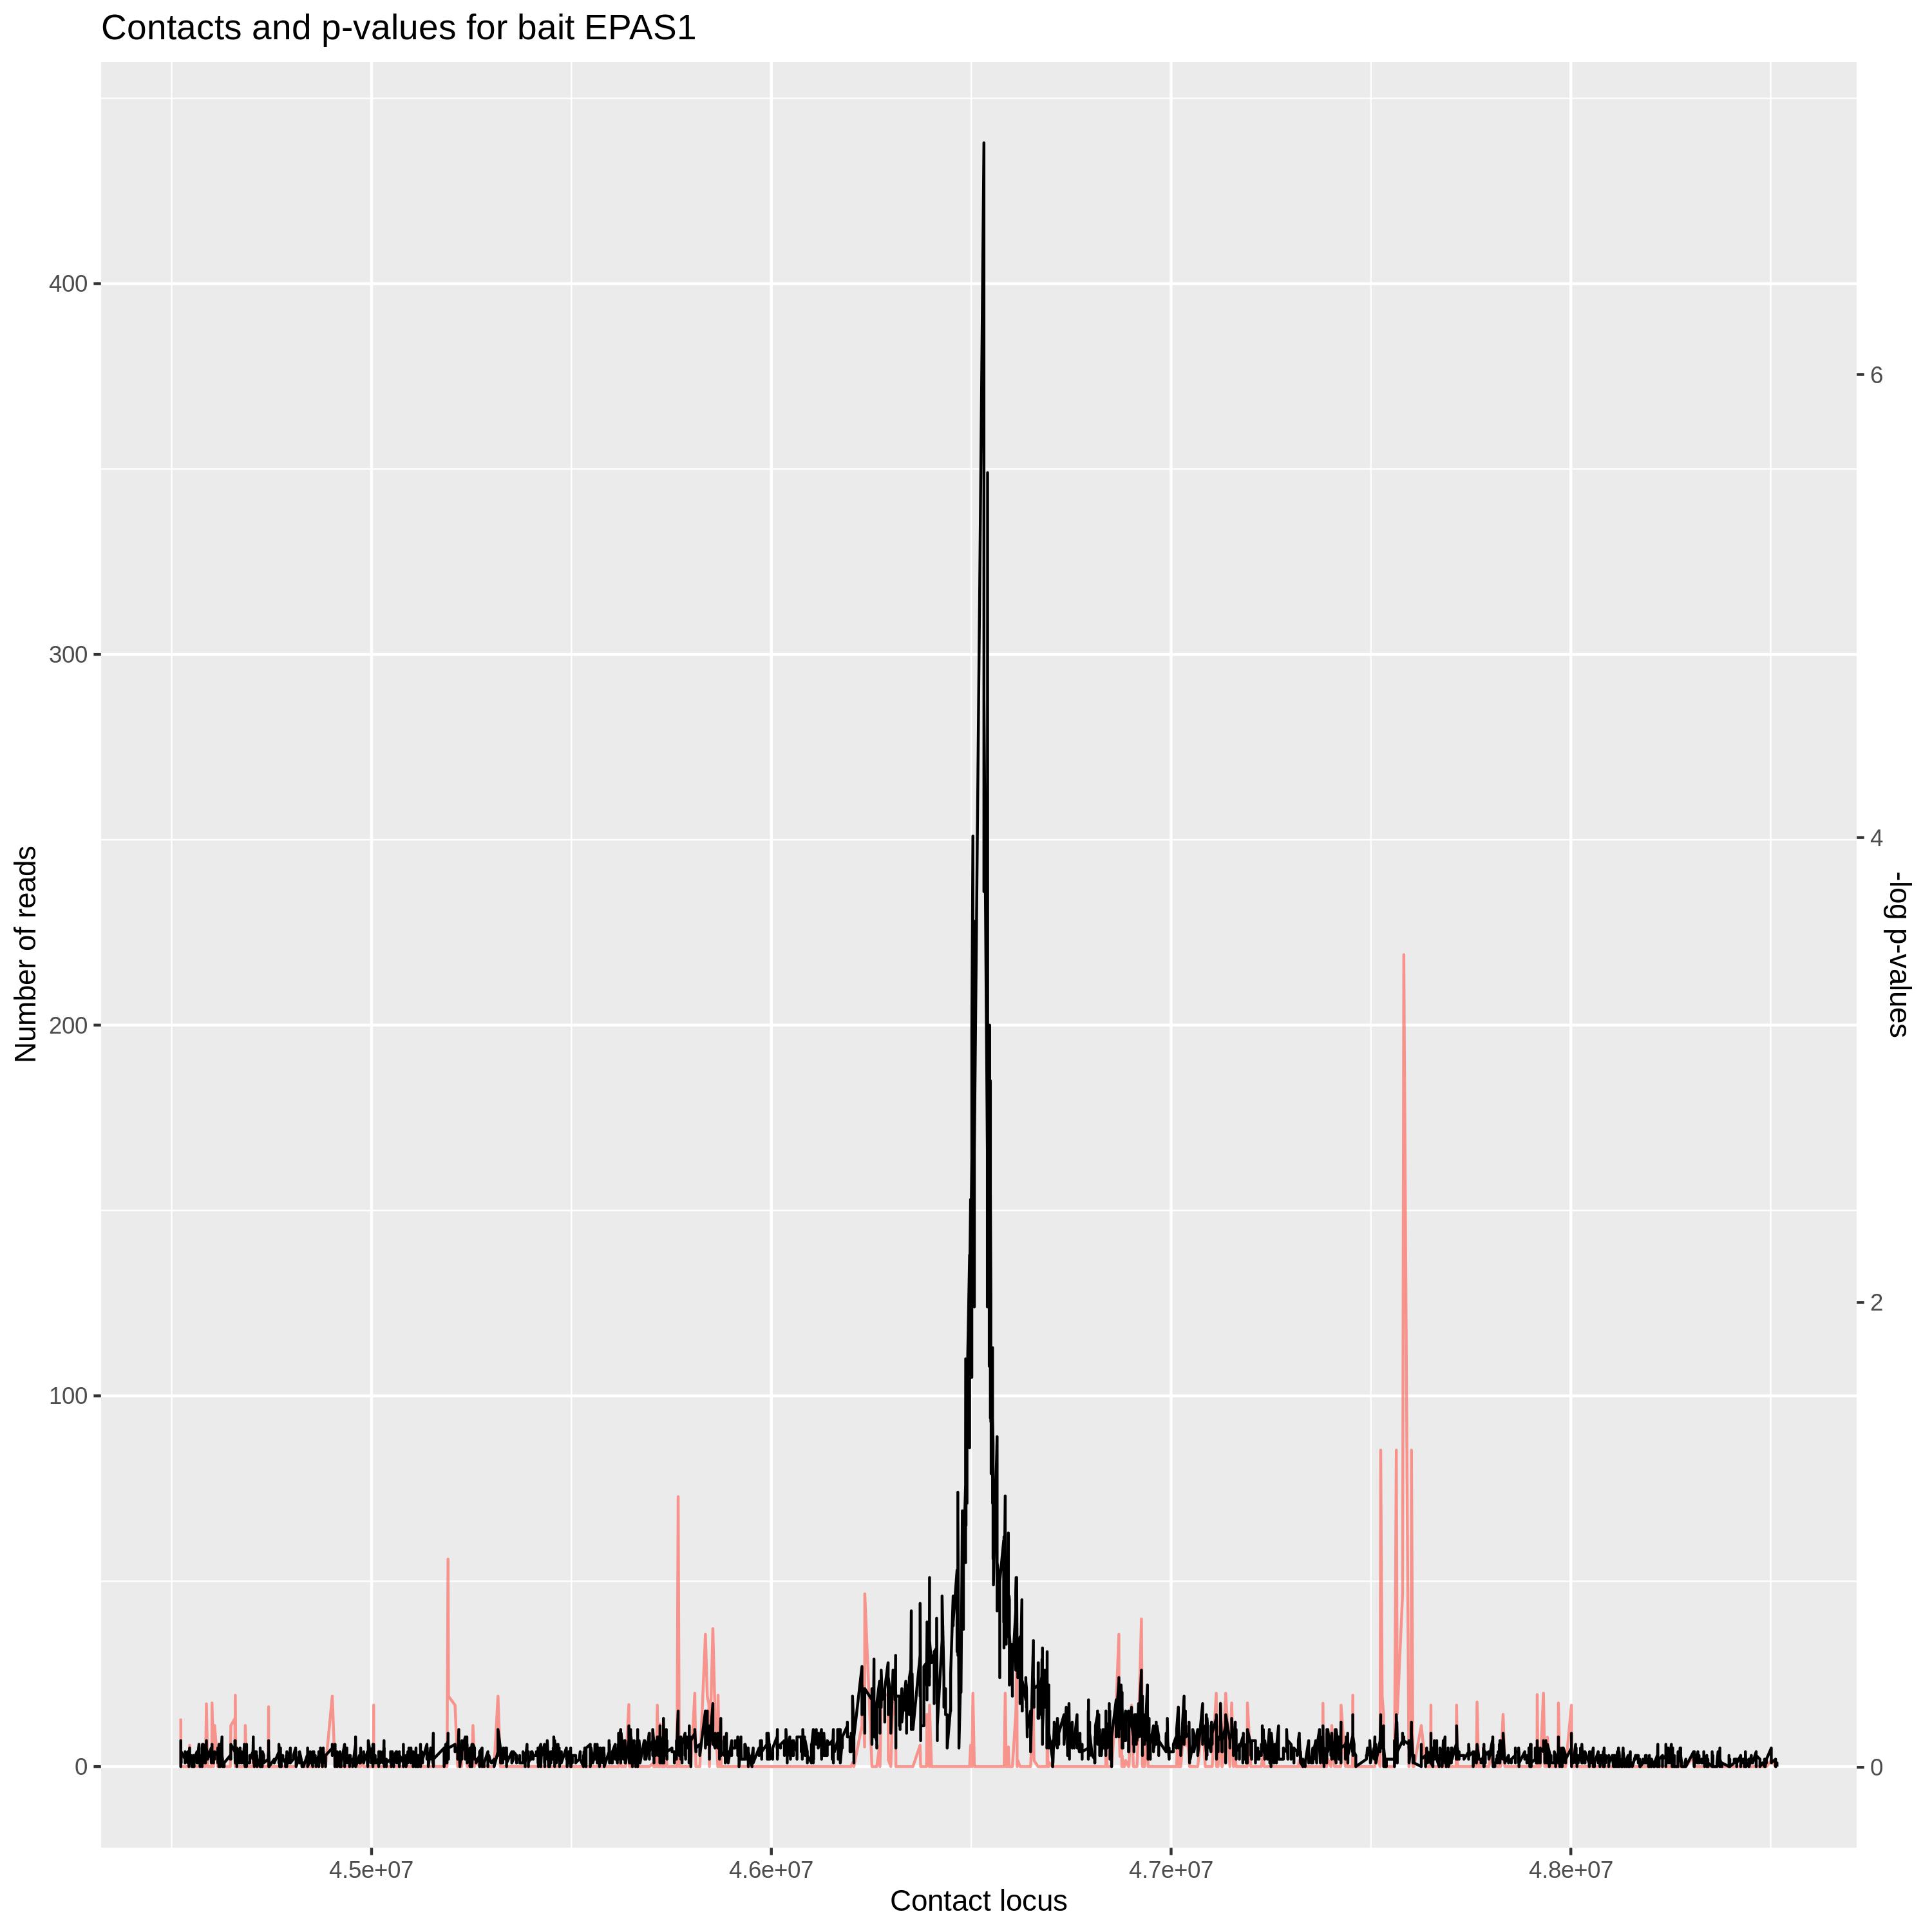 Contacts and p-values for bait EPAS1
400
300
200
100
0
Number of reads
6
4
2
0
-log p-values
4.5e+07 4.6e+07 4.7e+07 4.8e+07
Contact locus